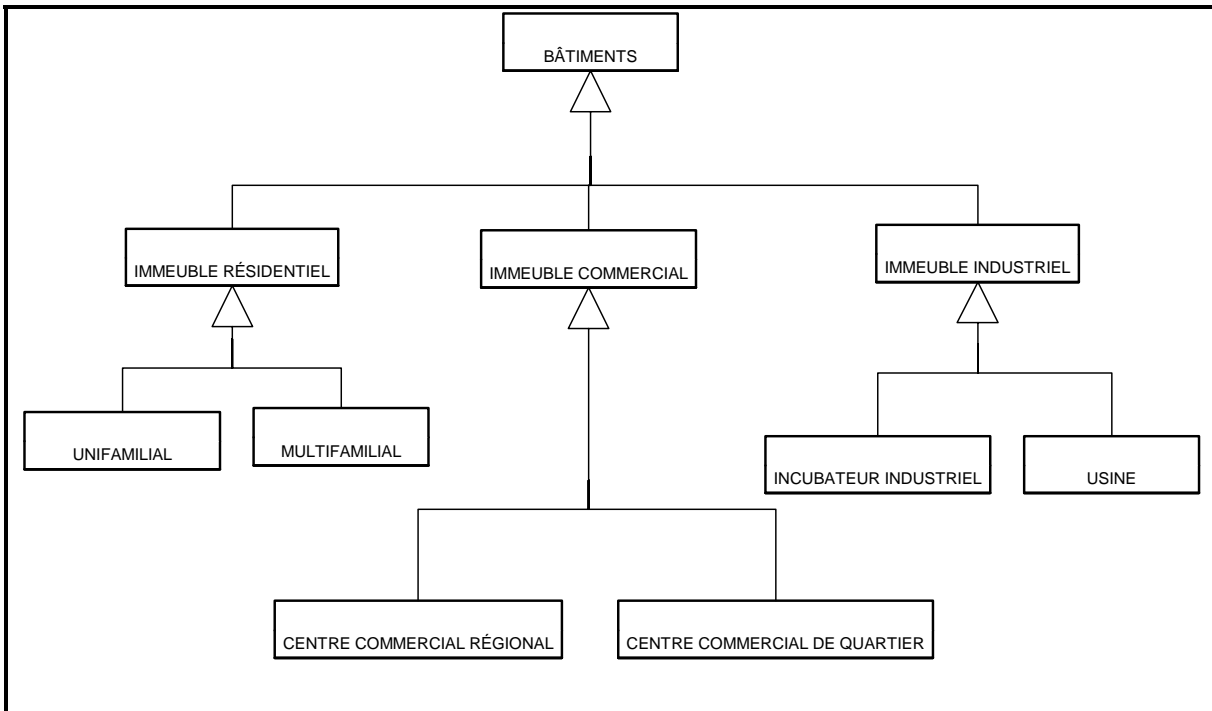 BÂTIMENTS
IMMEUBLE RÉSIDENTIEL
IMMEUBLE COMMERCIAL
IMMEUBLE INDUSTRIEL
UNIFAMILIAL
MULTIFAMILIAL
INCUBATEUR INDUSTRIEL
USINE
CENTRE COMMERCIAL RÉGIONAL
CENTRE COMMERCIAL DE QUARTIER